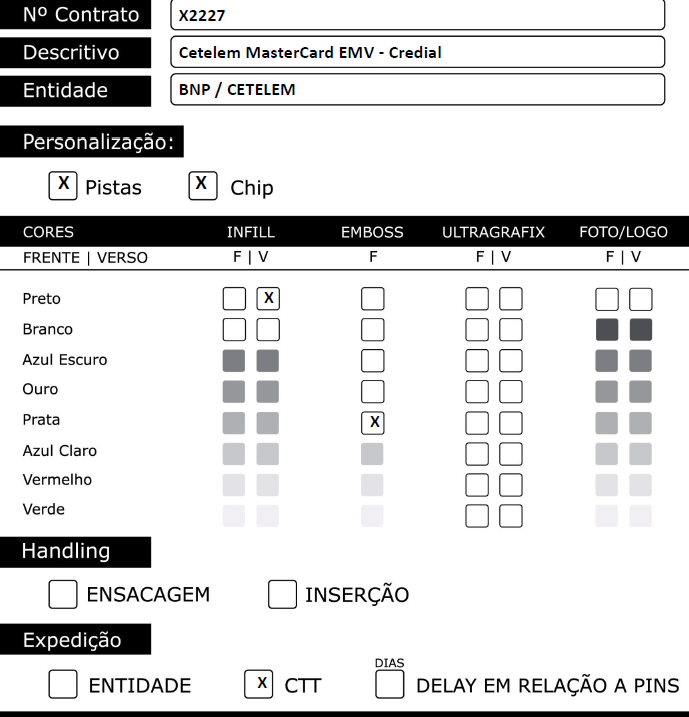 Nº Contrato X2227
Descritivo Cetelem MasterCard EMV - Credial
Entidade BNP / CETELEM
Personalização:
X Pistas X Chip
CORES INFILL EMBOSS ULTRAGRAFIX FOTO/LOGO
FRENTE | VERSO F | V F F | V F | V
Preto X
Branco
Azul Escuro
Ouro
Prata X
Azul Claro
Vermelho
Verde
Handling
ENSACAGEM INSERÇÃO
Expedição
DIAS
ENTIDADE X CTT DELAY EM RELAÇÃO A PINS